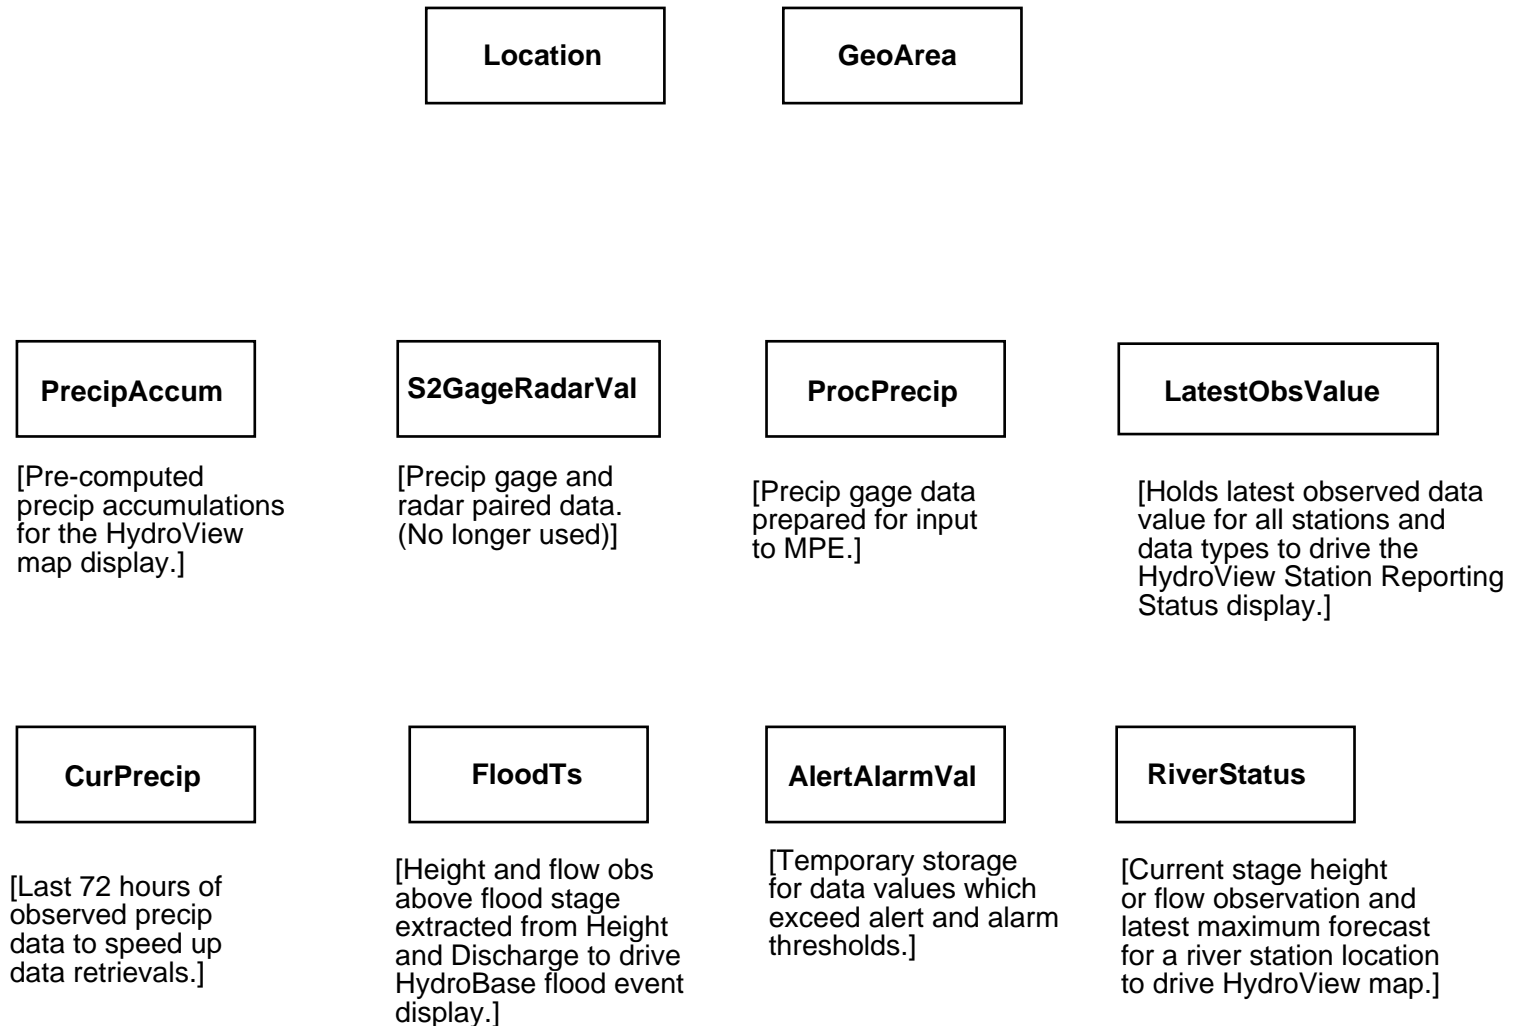 Location
GeoArea
PrecipAccum
[Pre-computed
precip accumulations
for the HydroView
map display.]
S2GageRadarVal
[Precip gage and
radar paired data.
(No longer used)]
ProcPrecip
[Precip gage data
prepared for input
to MPE.]
LatestObsValue
[Holds latest observed data
value for all stations and
data types to drive the
HydroView Station Reporting
Status display.]
CurPrecip
[Last 72 hours of
observed precip
data to speed up
data retrievals.]
FloodTs
[Height and flow obs
above flood stage
extracted from Height
and Discharge to drive
HydroBase flood event
display.]
AlertAlarmVal
[Temporary storage
for data values which
exceed alert and alarm
thresholds.]
RiverStatus
[Current stage height
or flow observation and
latest maximum forecast
for a river station location
to drive HydroView map.]